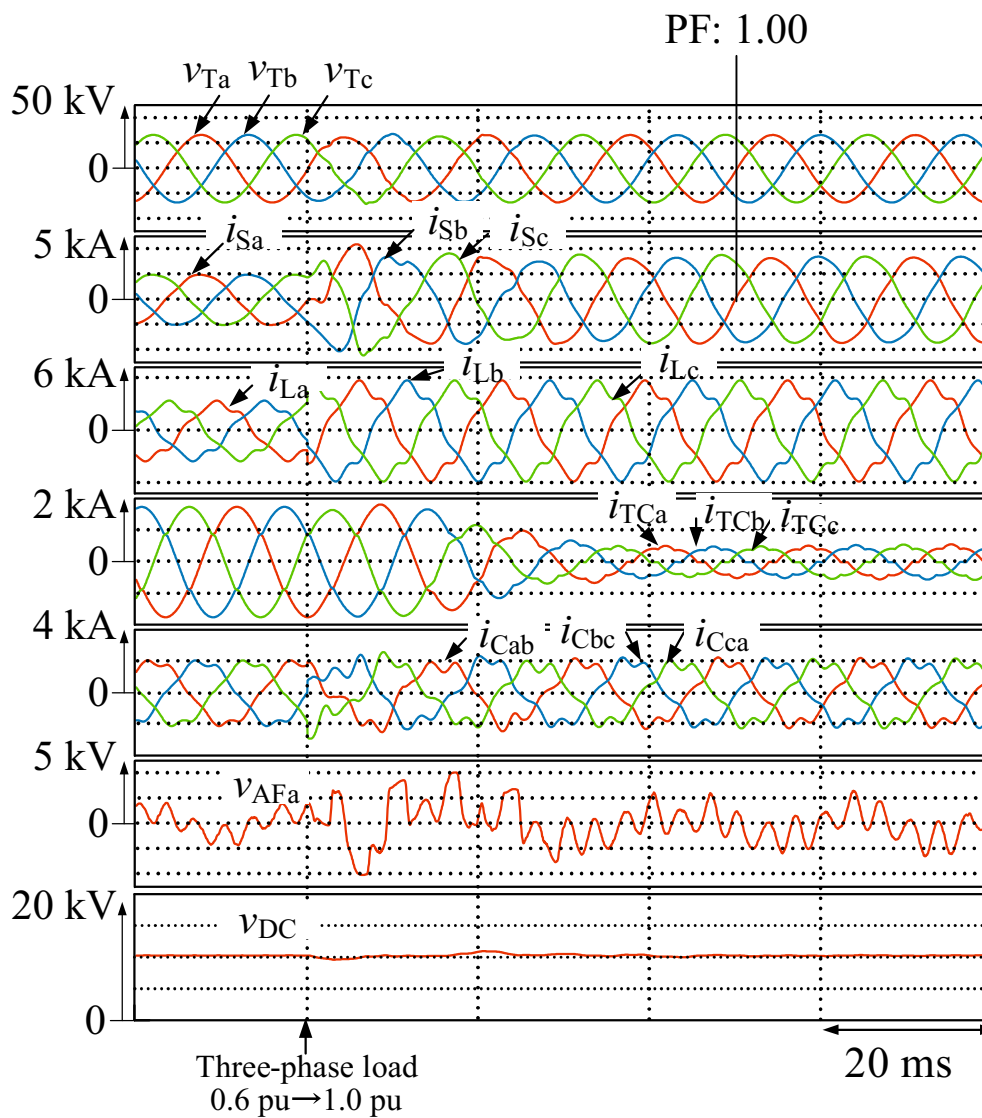 PF: 1.00
50 kV
vTa vTb vTc
0
5 kA
iSa iSb iSc
0
6 kA
iLa iLb iLc
0
2 kA
iTCa iTCb iTCc
0
4 kA
iCab iCbc iCca
0
5 kV
vAFa
0
20 kV
vDC
0
Three-phase load
0.6 pu→1.0 pu
20 ms